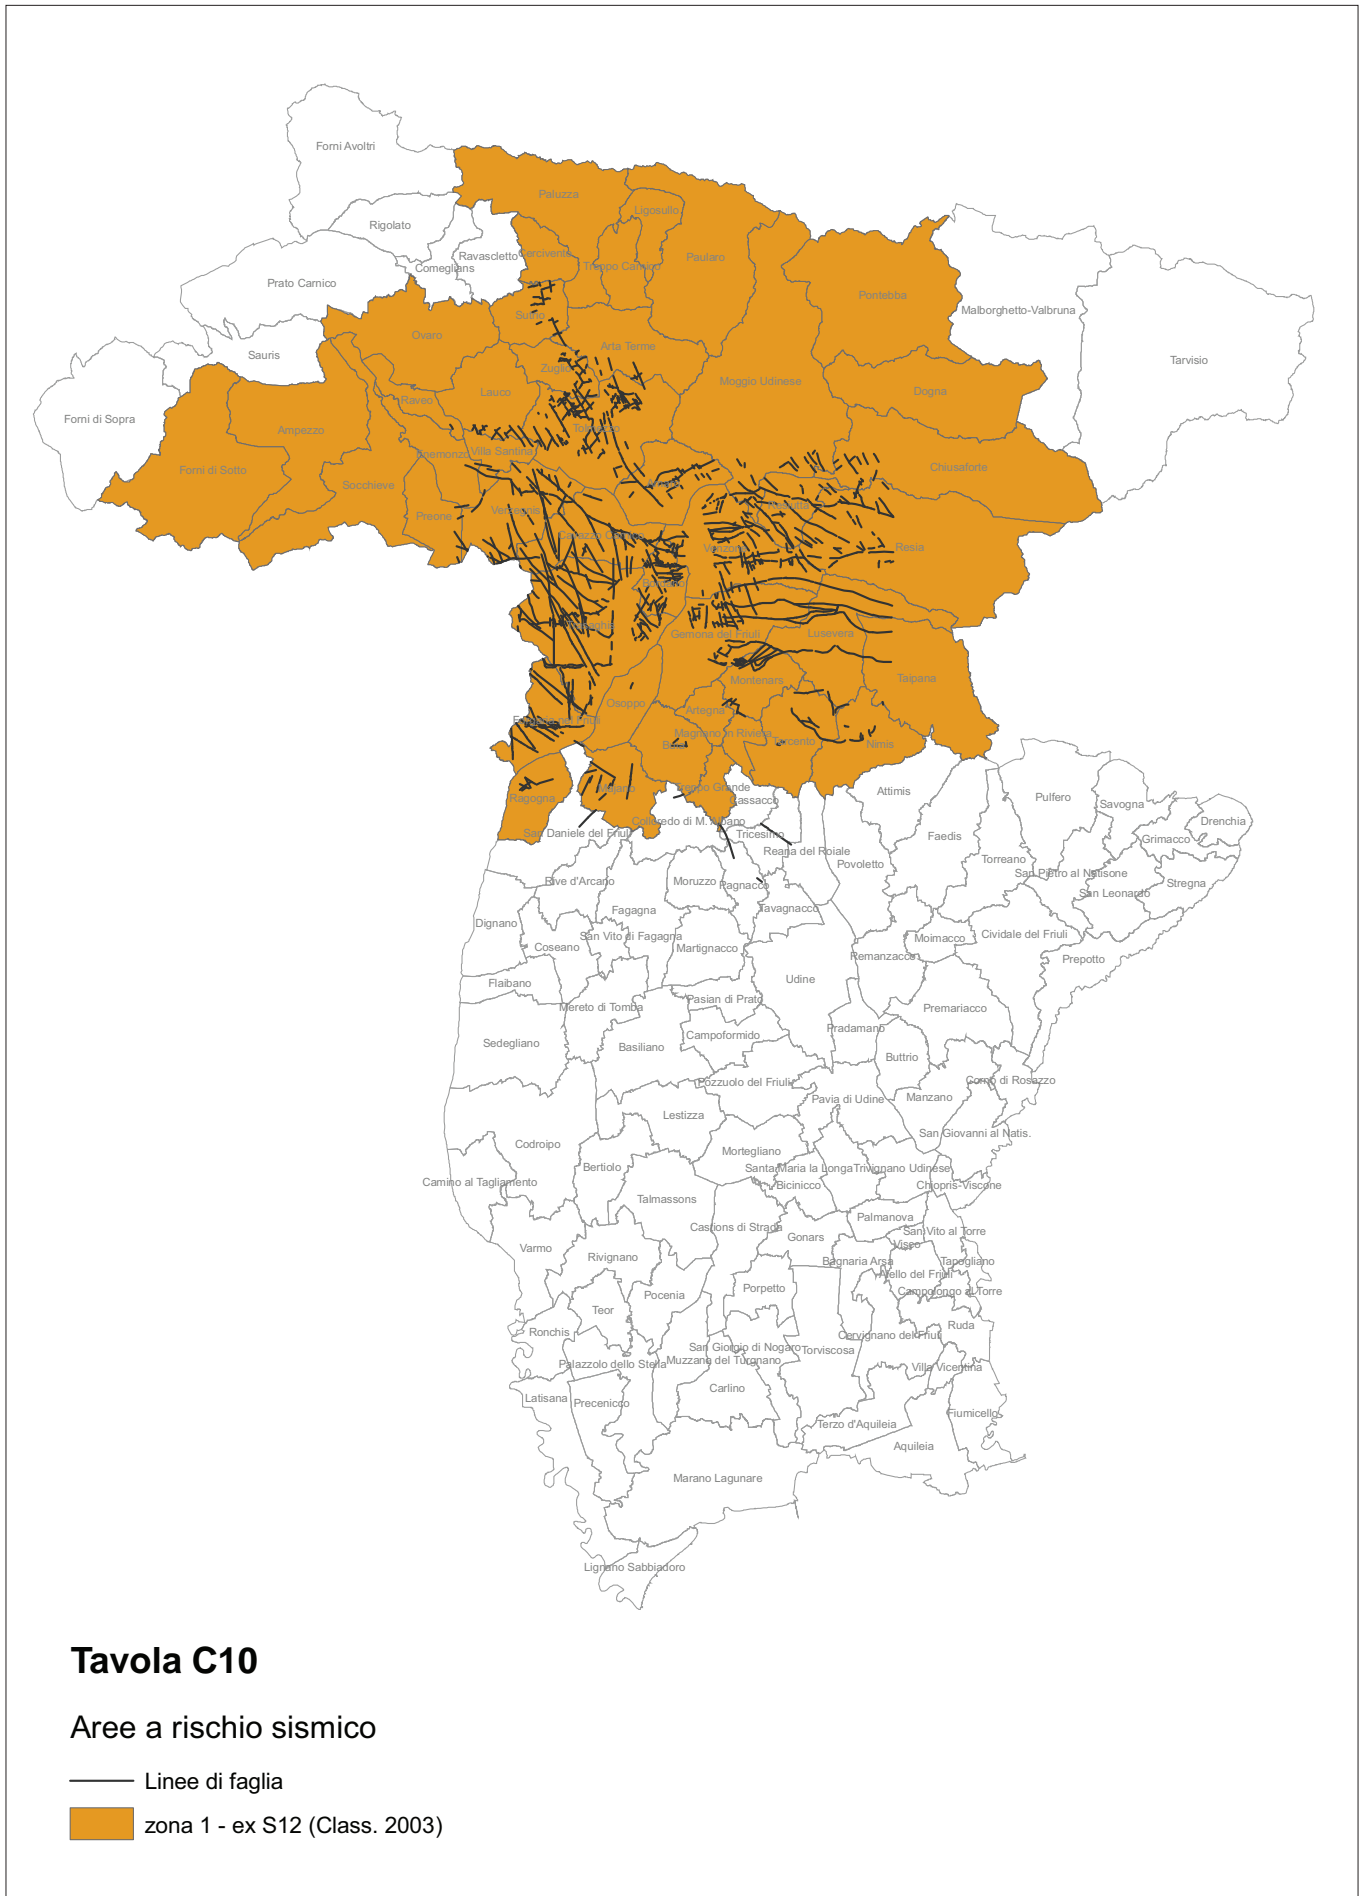 Forni Avoltri
Paluzza
Ligosullo
Rigolato
Ravascletto
Cercivento
Treppo Carnico
Paularo
Comeglians
Prato Carnico
Pontebba
Malborghetto-Valbruna
Sutrio
Ovaro
Arta Terme
Sauris
Tarvisio
Zuglio
Moggio Udinese
Dogna
Lauco
Raveo
Forni di Sopra
Ampezzo
Tolmezzo
Enemonzo
Villa Santina
Forni di Sotto
Chiusaforte
Socchieve
Amaro
Preone
Verzegnis
Resiutta
Cavazzo Carnico
Venzone
Resia
Bordano
Trasaghis
Gemona del Friuli
Lusevera
Montenars
Taipana
Osoppo
Artegna
Forgaria nel Friuli
Magnano in Riviera
Buia
Tarcento
Nimis
Majano
Treppo Grande
Ragogna
Cassacco
Attimis
Pulfero
Savogna
Colloredo di M. Albano
Drenchia
San Daniele del Friuli
Tricesimo
Faedis
Grimacco
Reana del Roiale
Povoletto
Torreano
San Pietro al Natisone
Rive d'Arcano
Moruzzo
Pagnacco
Stregna
San Leonardo
Fagagna
Tavagnacco
Dignano
San Vito di Fagagna
Coseano
Martignacco
Moimacco
Cividale del Friuli
Remanzacco
Prepotto
Flaibano
Udine
Pasian di Prato
Mereto di Tomba
Premariacco
Pradamano
Campoformido
Sedegliano
Basiliano
Buttrio
Pozzuolo del Friuli
Corno di Rosazzo
Pavia di Udine
Manzano
Lestizza
San Giovanni al Natis.
Codroipo
Mortegliano
Bertiolo
Santa Maria la Longa
Trivignano Udinese
Camino al Tagliamento
Bicinicco
Chiopris-Viscone
Talmassons
Palmanova
Castions di Strada
San Vito al Torre
Gonars
Visco
Varmo
Rivignano
Bagnaria Arsa
Tapogliano
Aiello del Friuli
Porpetto
Campolongo al Torre
Pocenia
Teor
Ruda
Ronchis
Cervignano del Friuli
San Giorgio di Nogaro
Torviscosa
Muzzana del Turgnano
Palazzolo dello Stella
Villa Vicentina
Carlino
Latisana
Precenicco
Fiumicello
Terzo d'Aquileia
Aquileia
Marano Lagunare
Lignano Sabbiadoro
Tavola C10
Aree a rischio sismico
Linee di faglia
zona 1 - ex S12 (Class. 2003)